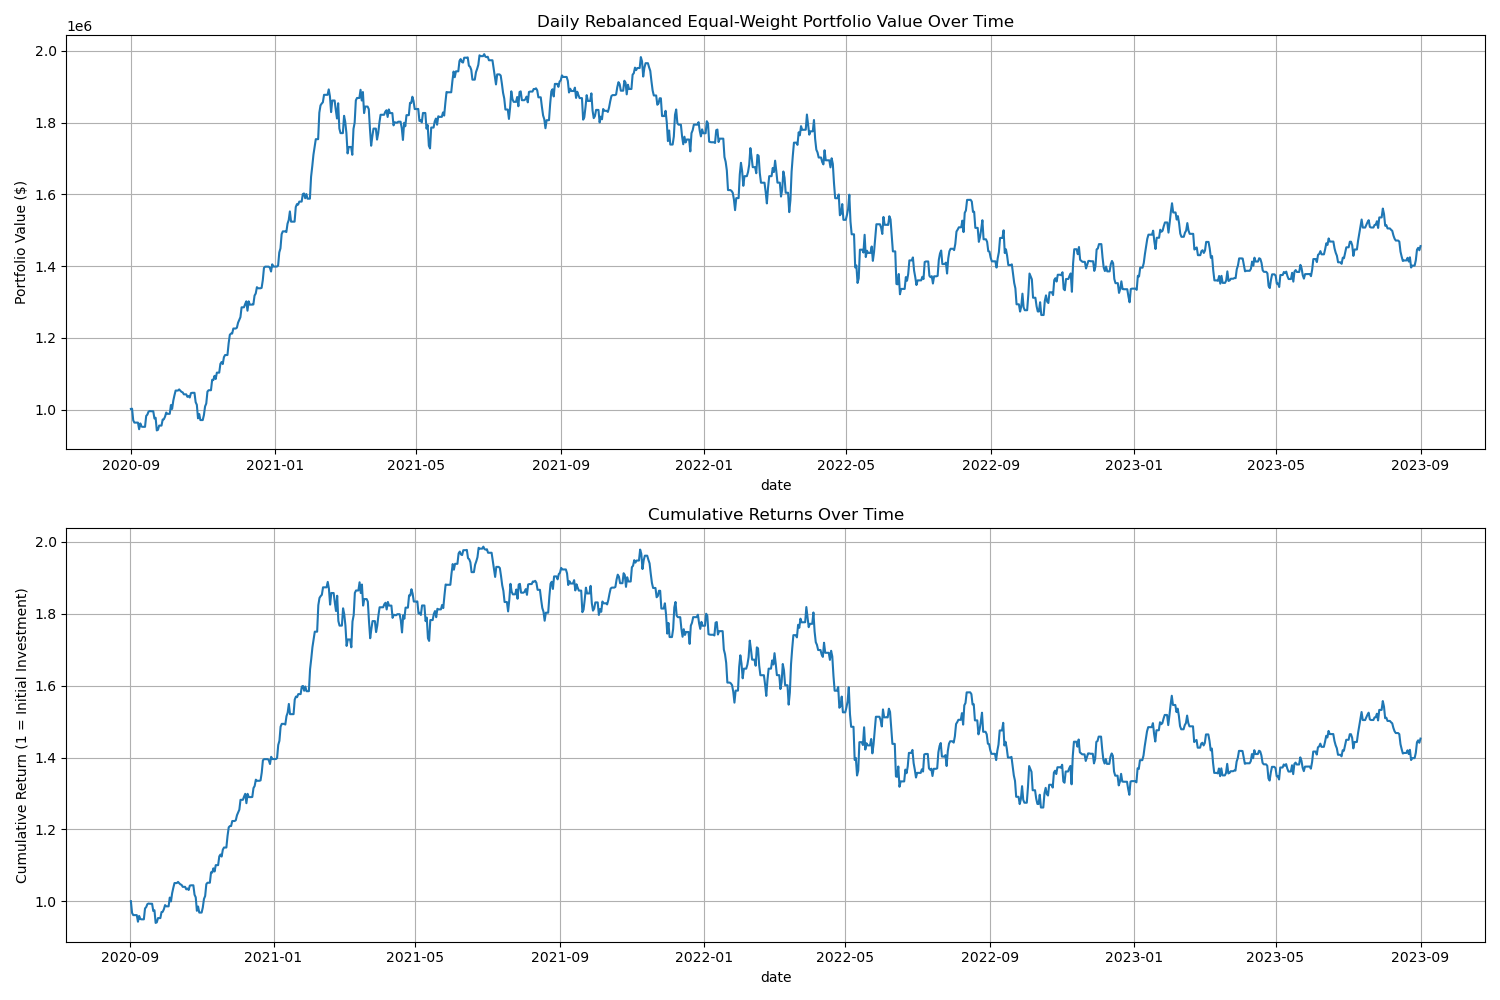 Daily Rebalanced Equal-Weight Portfolio Value Over Time
1e6
2.0
1.8
1.6
1.4
1.2
1.0
Portfolio Value ($)
2020-09 2021-01 2021-05 2021-09 2022-01 2022-05 2022-09 2023-01 2023-05 2023-09
date
Cumulative Returns Over Time
2.0
1.8
1.6
1.4
1.2
1.0
Cumulative Return (1 = Initial Investment)
2020-09 2021-01 2021-05 2021-09 2022-01 2022-05 2022-09 2023-01 2023-05 2023-09
date